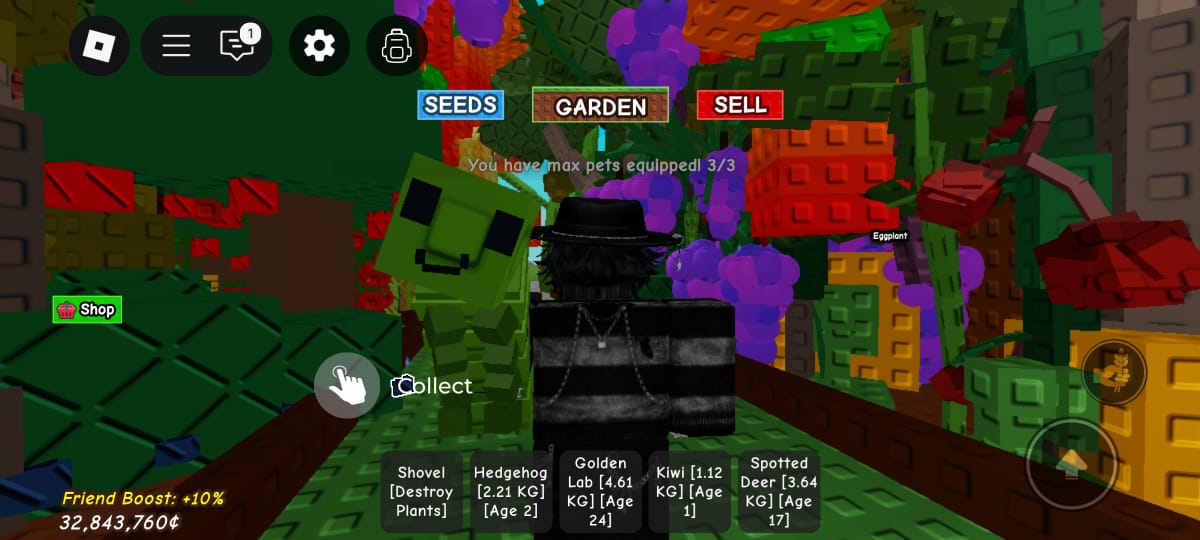 1
SEEDS
GARDEN
SELL
You have max pets equipped! 3/3
Eggplant
Shop
Collect
Shovel
[Destroy
Plants]
Hedgehog
[2.21 KG]
[Age 2]
Golden
Lab [4.61
KG] [Age
24]
Kiwi [1.12
KG] [Age
1]
Spotted
Deer [3.64
KG] [Age
17]
Friend Boost: +10%
32,843,760¢